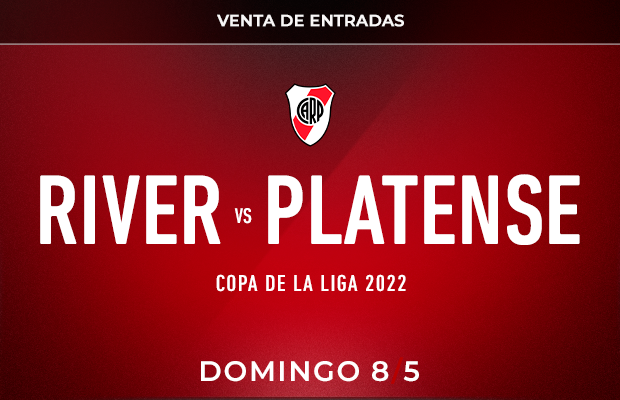 VENTA DE ENTRADAS
CARP
RIVER VS PLATENSE
COPA DE LA LIGA 2022
DOMINGO 8 5